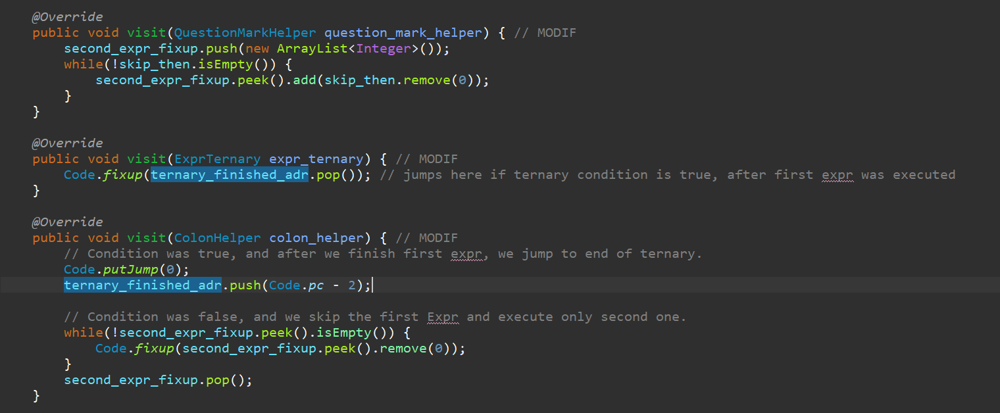 @Override
public void visit(QuestionMarkHelper question_mark_helper) { // MODIF
    second_expr_fixup.push(new ArrayList<Integer>());
    while(!skip_then.isEmpty()) {
        second_expr_fixup.peek().add(skip_then.remove(0));
    }
}

@Override
public void visit(ExprTernary expr_ternary) { // MODIF
    Code.fixup(ternary_finished_adr.pop()); // jumps here if ternary condition is true, after first expr was executed
}

@Override
public void visit(ColonHelper colon_helper) { // MODIF
    // Condition was true, and after we finish first expr, we jump to end of ternary.
    Code.putJump(0);
    ternary_finished_adr.push(Code.pc - 2);

    // Condition was false, and we skip the first Expr and execute only second one.
    while(!second_expr_fixup.peek().isEmpty()) {
        Code.fixup(second_expr_fixup.peek().remove(0));
    }
    second_expr_fixup.pop();
}